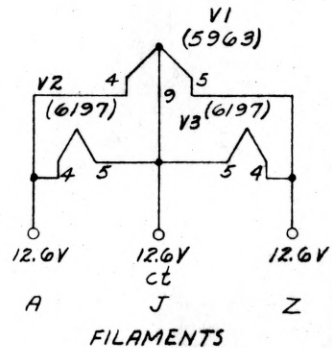 V1
(5963)
V2 4 5
(6197) 9 (6197)
V3
4 5 5 4
12.6V 12.6V 12.6V
ct
A J Z
FILAMENTS